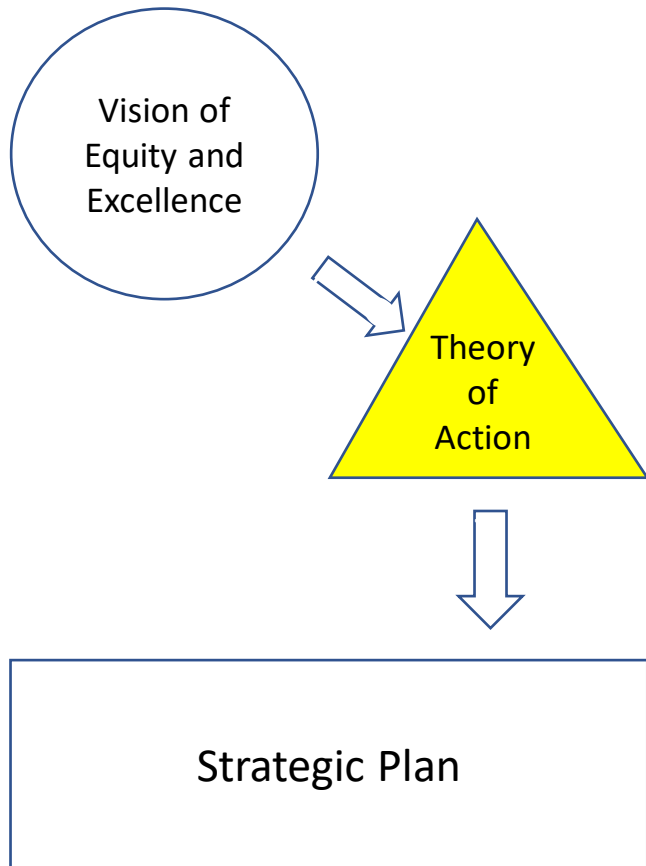 Vision of
Equity and
Excellence
Theory
of
Action
Strategic Plan